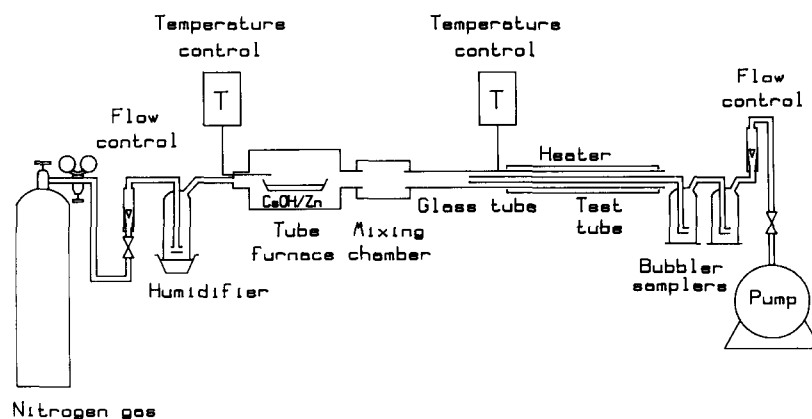 Temperature
control
Temperature
control
Flow
control
Flow
control
T
T
Heater
CsOH/Zn
Glass tube
Test
tube
Tube
furnace
Mixing
chamber
Humidifier
Bubbler
samplers
Pump
Nitrogen gas